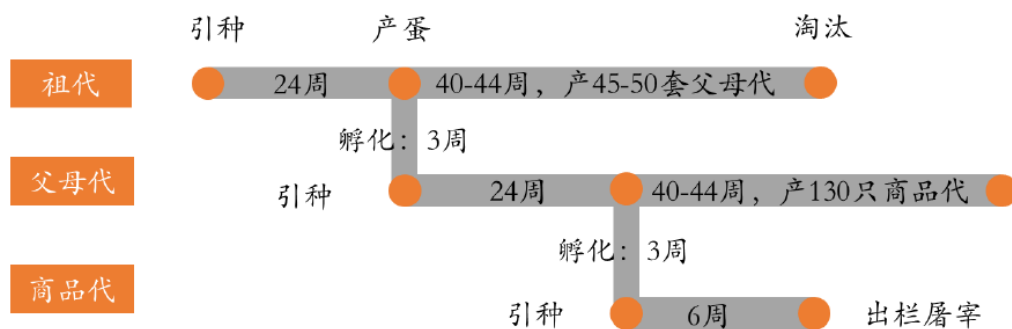 引种 产蛋 淘汰
祖代 24周 40-44周，产45-50套父母代
孵化：3周
父母代 引种 24周 40-44周，产130只商品代
孵化：3周
商品代 引种 6周 出栏屠宰